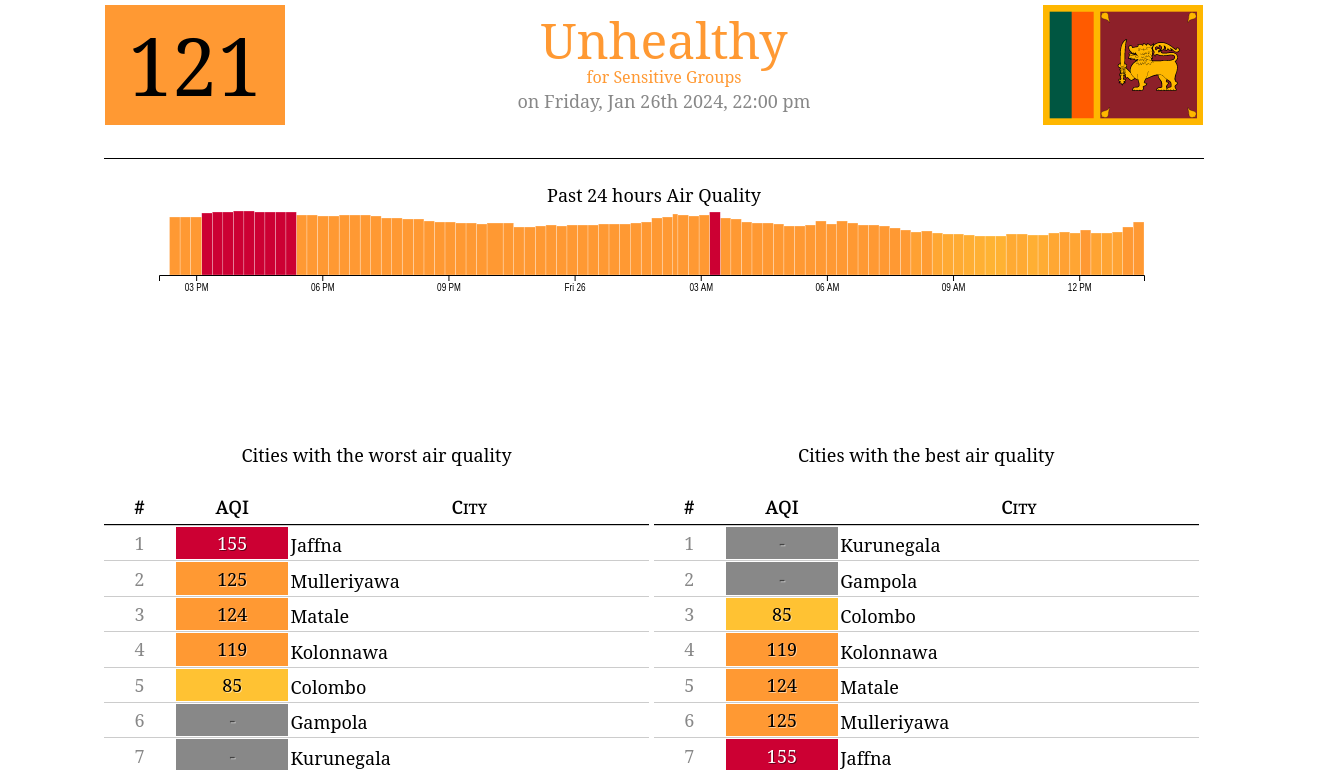 121
Unhealthy
for Sensitive Groups
on Friday, Jan 26th 2024, 22:00 pm
Past 24 hours Air Quality
03 PM 06 PM 09 PM Fri 26 03 AM 06 AM 09 AM 12 PM
Cities with the worst air quality
# AQI City
1 155 Jaffna
2 125 Mulleriyawa
3 124 Matale
4 119 Kolonnawa
5 85 Colombo
6 - Gampola
7 - Kurunegala
Cities with the best air quality
# AQI City
1 - Kurunegala
2 - Gampola
3 85 Colombo
4 119 Kolonnawa
5 124 Matale
6 125 Mulleriyawa
7 155 Jaffna